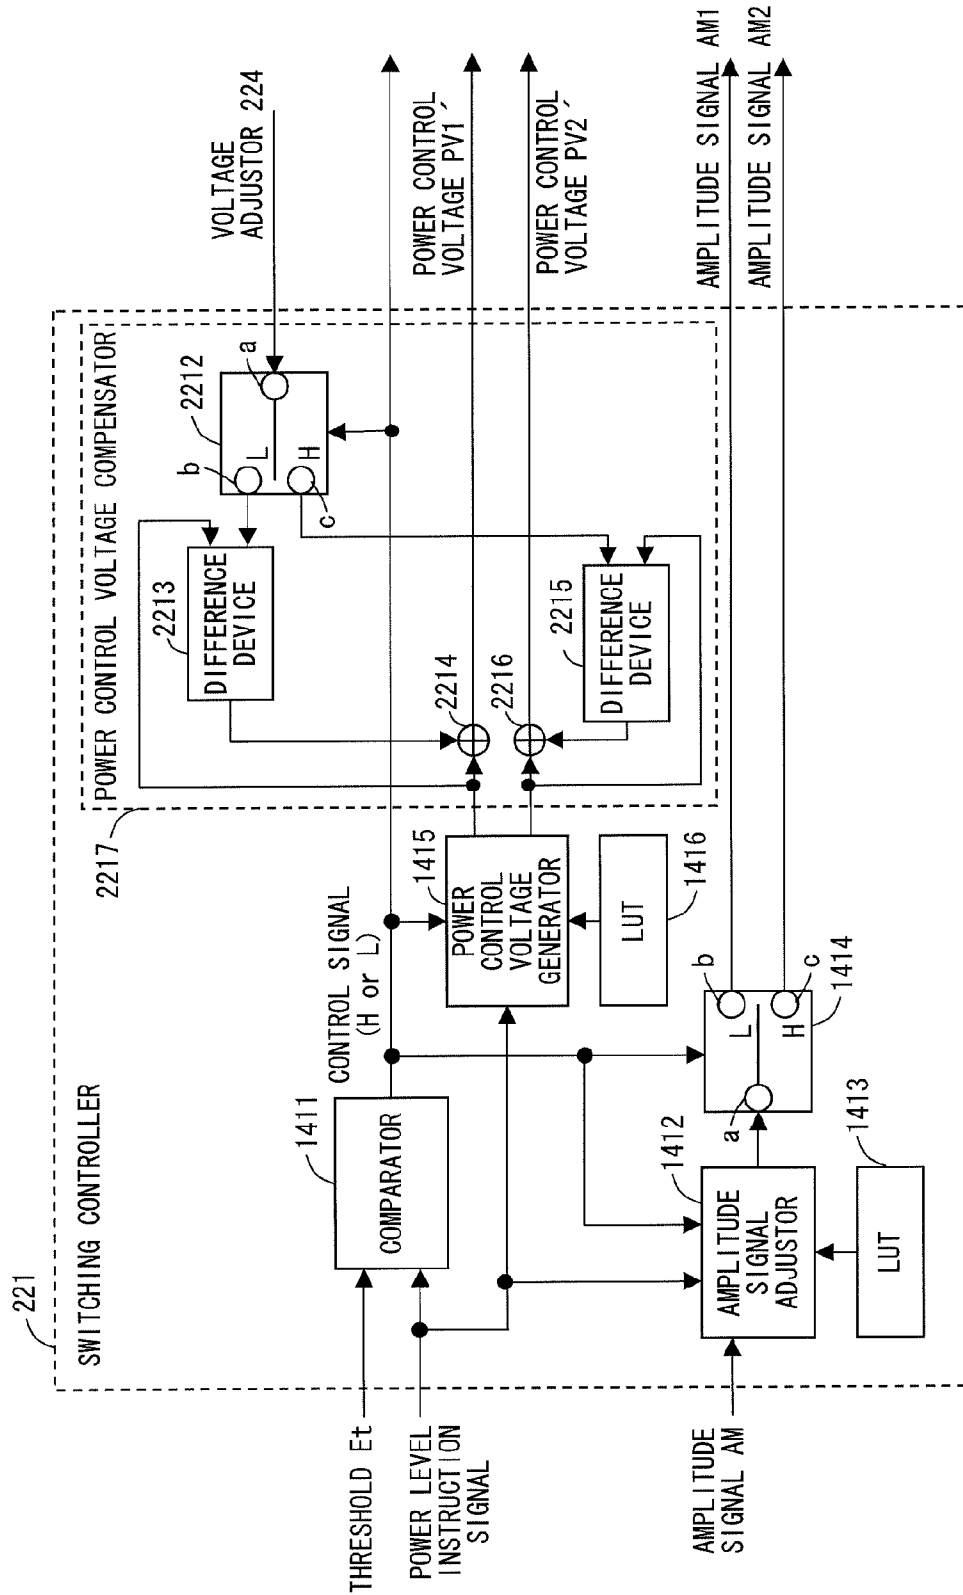 221
SWITCHING CONTROLLER
THRESHOLD Et
POWER LEVEL
INSTRUCTION
SIGNAL
AMPLITUDE
SIGNAL AM
1411
COMPARATOR
CONTROL SIGNAL
(H or L)
1412
AMPLITUDE
SIGNAL
ADJUSTOR
1413
LUT
a
b
L
H
c
1414
1415
POWER
CONTROL
VOLTAGE
GENERATOR
1416
LUT
2217
POWER CONTROL VOLTAGE COMPENSATOR
2213
DIFFERENCE
DEVICE
2214
2216
2215
DIFFERENCE
DEVICE
2212
b
L
H
c
a
VOLTAGE
ADJUSTOR 224
POWER CONTROL
VOLTAGE PV1´
POWER CONTROL
VOLTAGE PV2´
AMPLITUDE SIGNAL AM1
AMPLITUDE SIGNAL AM2